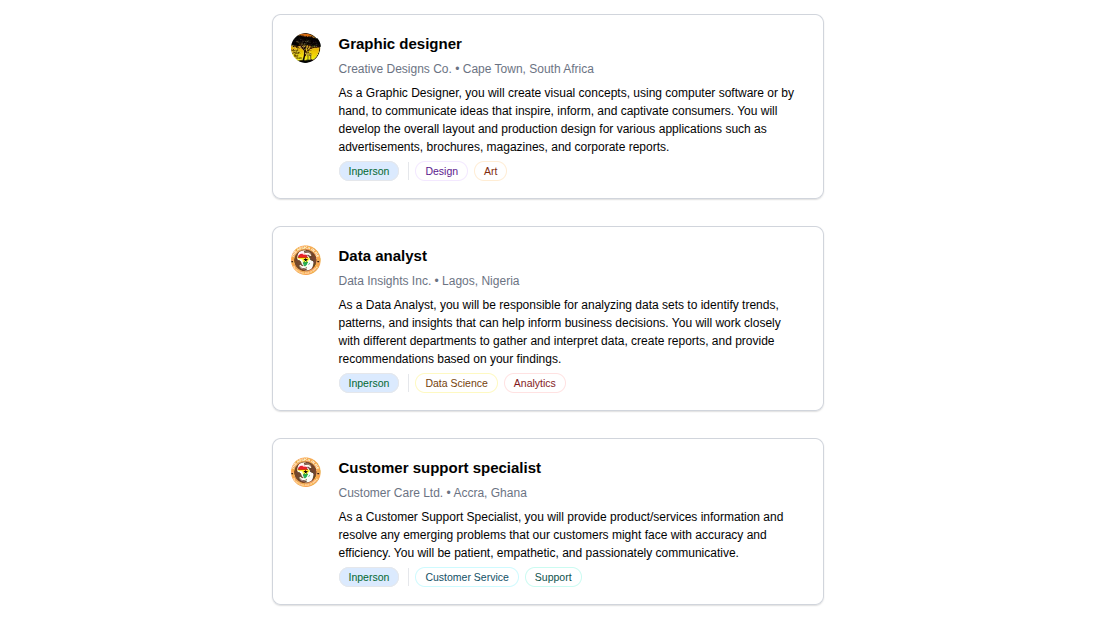 Graphic designer
Creative Designs Co. • Cape Town, South Africa
As a Graphic Designer, you will create visual concepts, using computer software or by
hand, to communicate ideas that inspire, inform, and captivate consumers. You will
develop the overall layout and production design for various applications such as
advertisements, brochures, magazines, and corporate reports.
Inperson Design Art
Data analyst
Data Insights Inc. • Lagos, Nigeria
As a Data Analyst, you will be responsible for analyzing data sets to identify trends,
patterns, and insights that can help inform business decisions. You will work closely
with different departments to gather and interpret data, create reports, and provide
recommendations based on your findings.
Inperson Data Science Analytics
Customer support specialist
Customer Care Ltd. • Accra, Ghana
As a Customer Support Specialist, you will provide product/services information and
resolve any emerging problems that our customers might face with accuracy and
efficiency. You will be patient, empathetic, and passionately communicative.
Inperson Customer Service Support